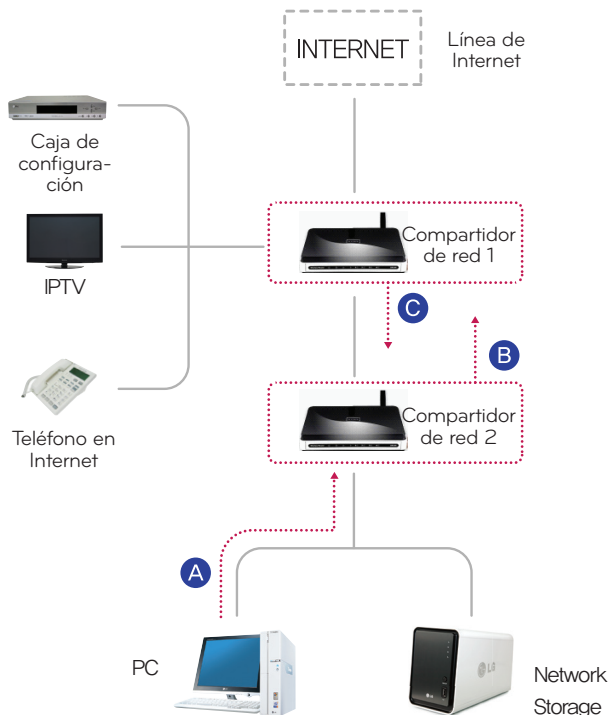 INTERNET
Línea de
Internet
Caja de
configura-
ción
IPTV
Teléfono en
Internet
Compartidor
de red 1
C
B
Compartidor
de red 2
A
PC
LG
Network
Storage